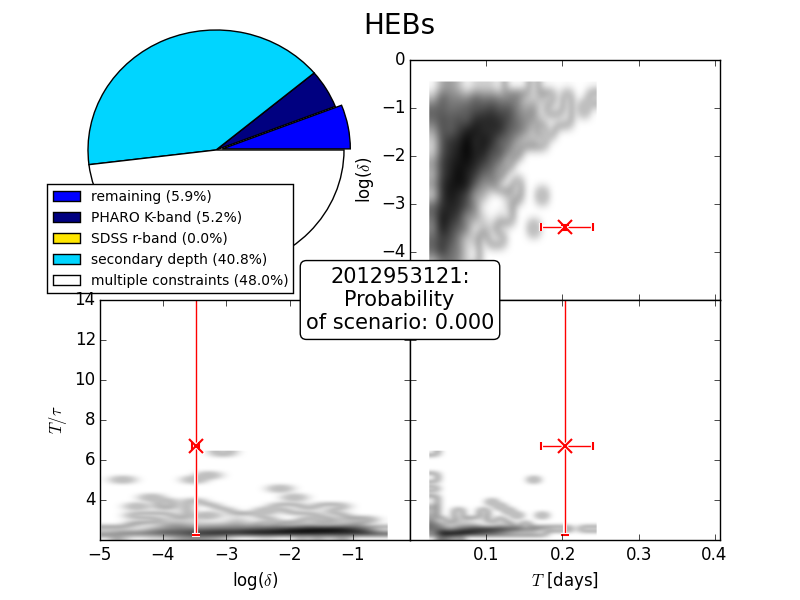 HEBs
remaining (5.9%)
PHARO K-band (5.2%)
SDSS r-band (0.0%)
secondary depth (40.8%)
multiple constraints (48.0%)
0
−1
−2
−3
−4
log(δ)
2012953121:
Probability
of scenario: 0.000
14
12
10
8
6
4
T/τ
−5 −4 −3 −2 −1
log(δ)
0.1 0.2 0.3 0.4
T [days]